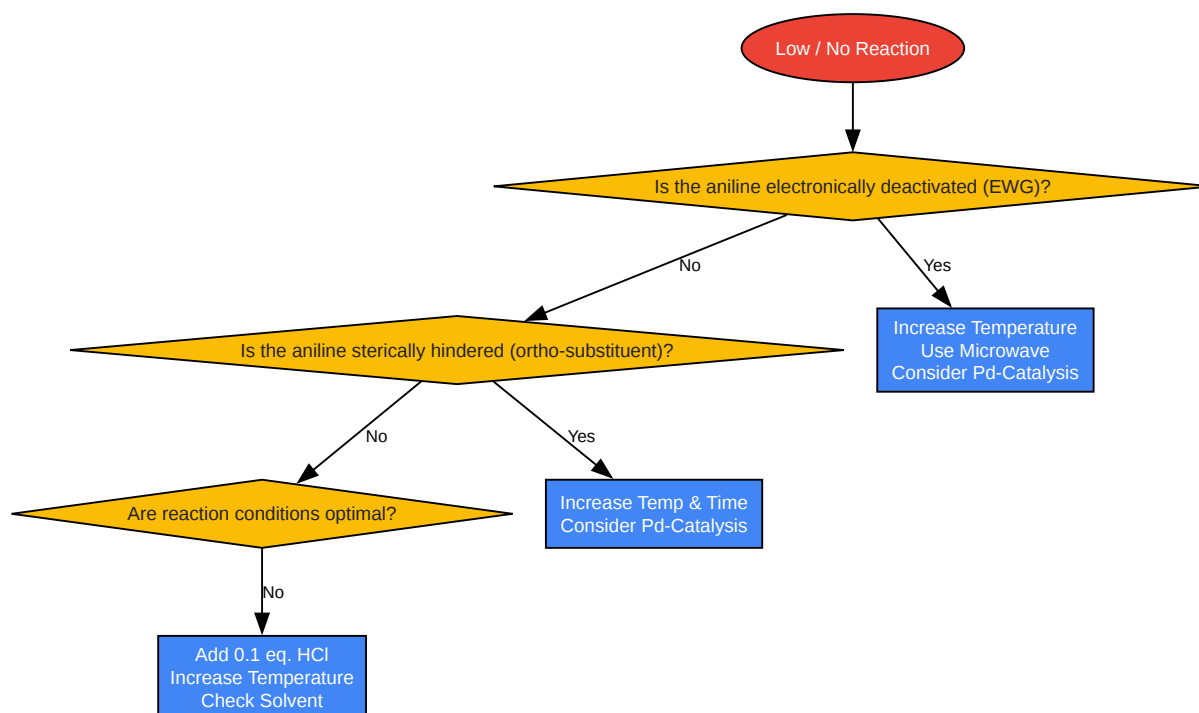 Low / No Reaction
Is the aniline electronically deactivated (EWG)?
No
Yes
Is the aniline sterically hindered (ortho-substituent)?
Increase Temperature
Use Microwave
Consider Pd-Catalysis
No
Yes
Are reaction conditions optimal?
Increase Temp & Time
Consider Pd-Catalysis
No
Add 0.1 eq. HCl
Increase Temperature
Check Solvent